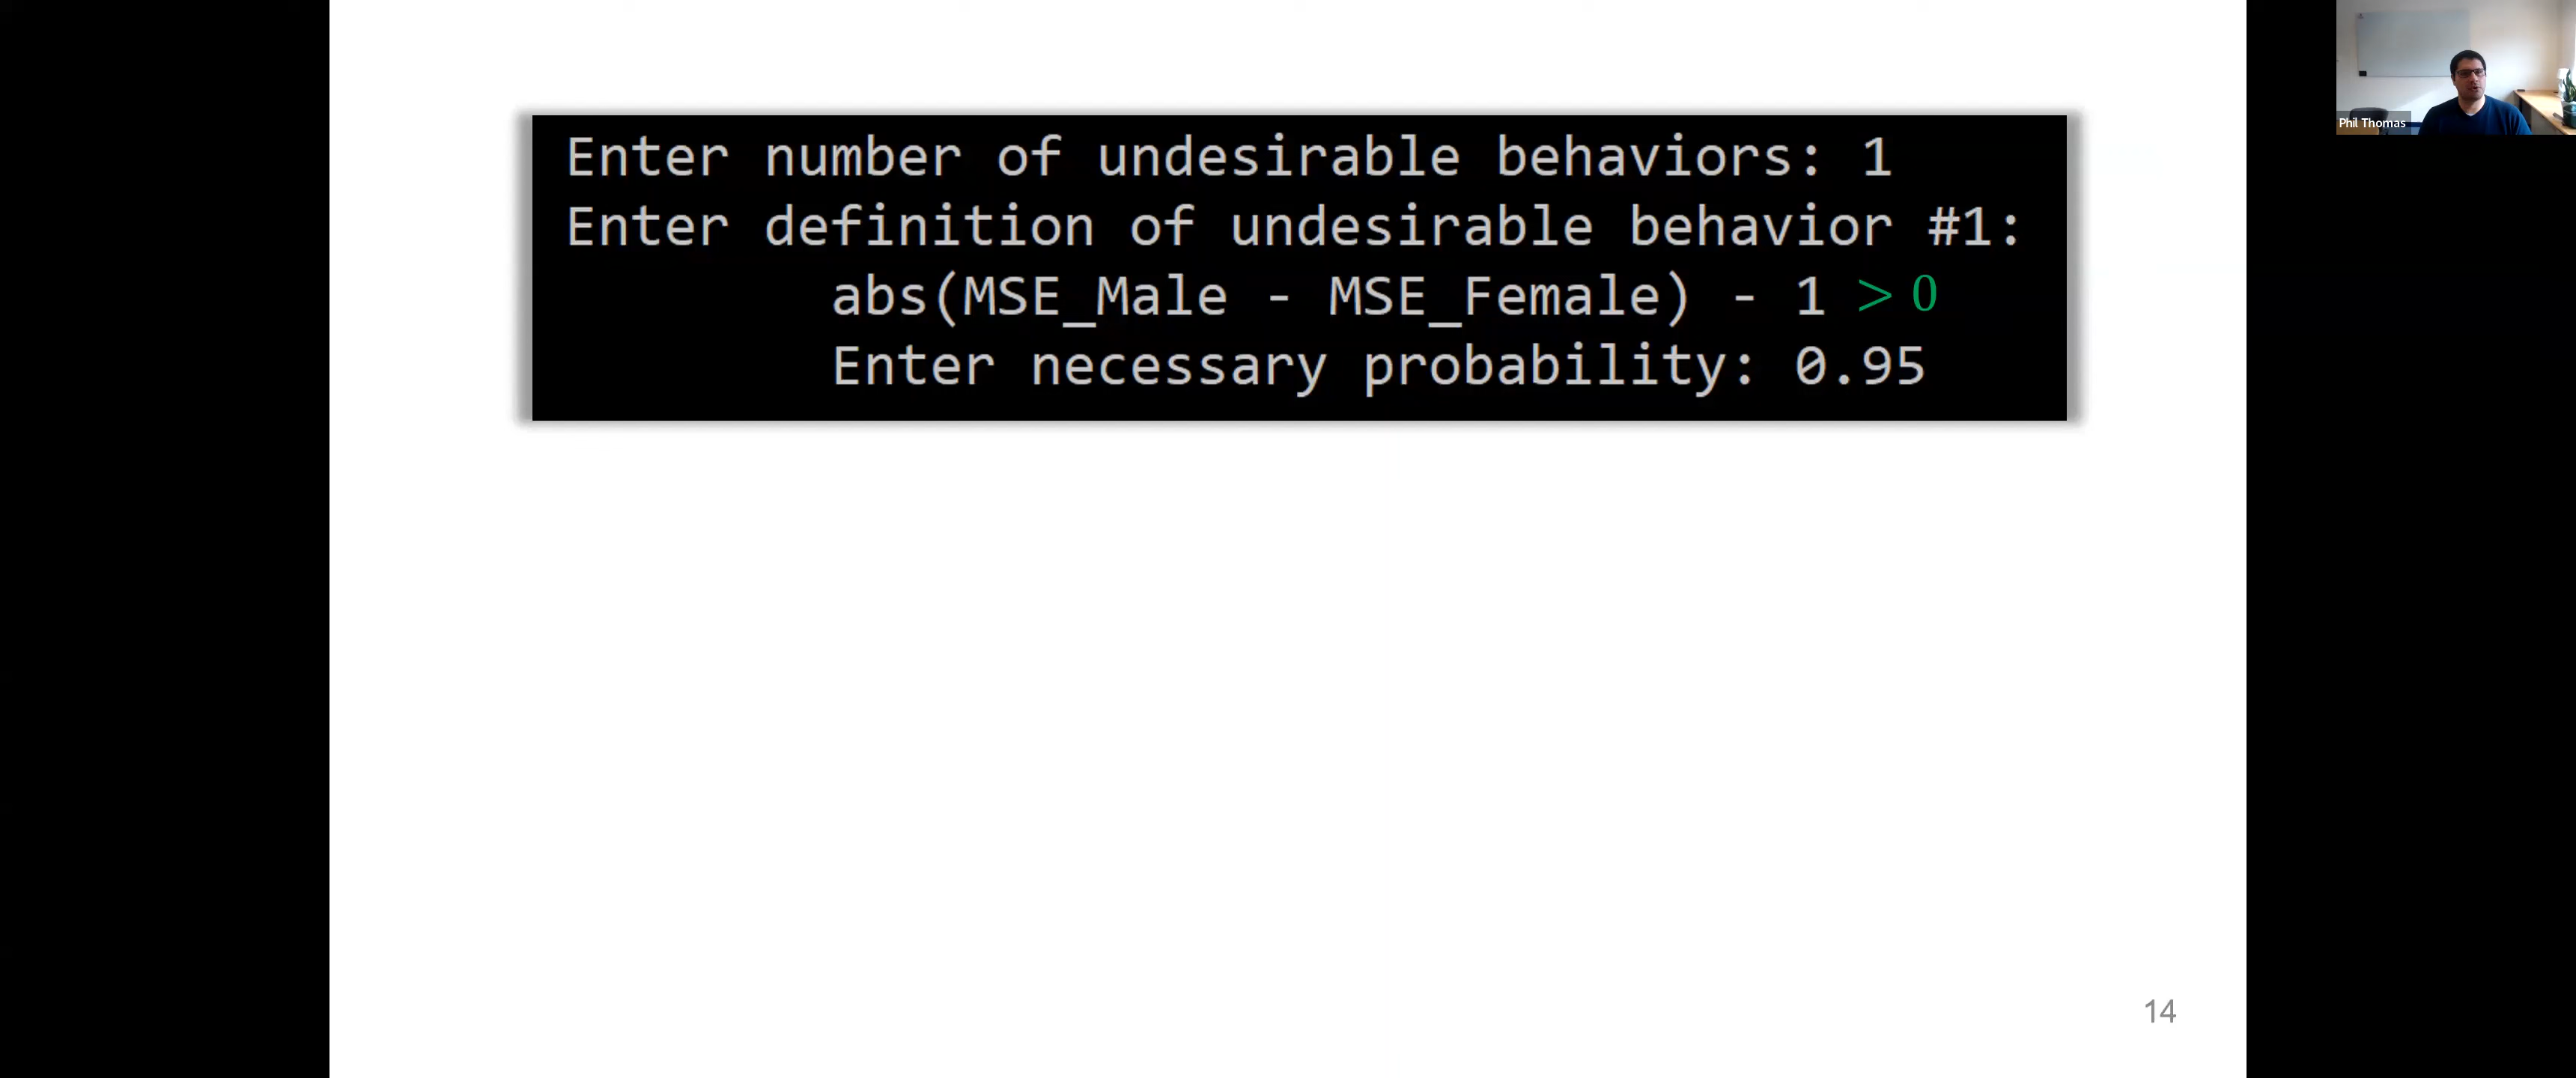 Enter number of undesirable behaviors: 1
Enter definition of undesirable behavior #1:
abs(MSE_Male - MSE_Female) - 1 > 0
Enter necessary probability: 0.95
Phil Thomas
14